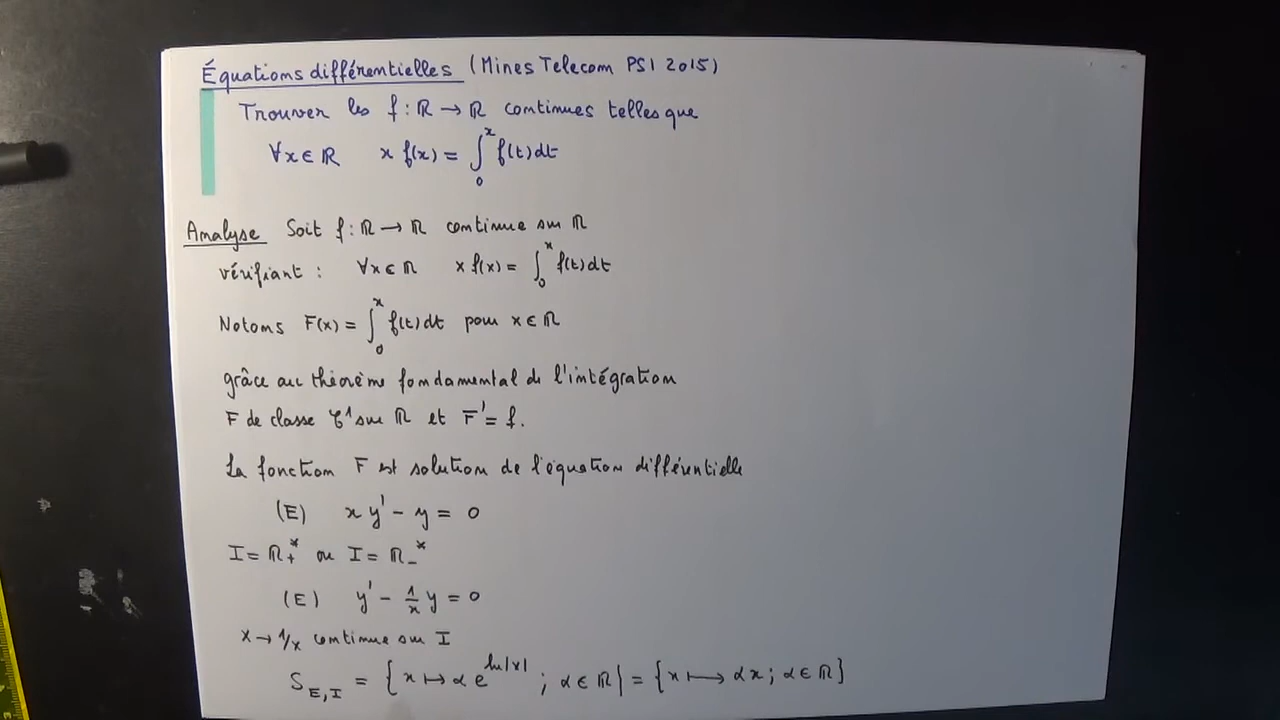 Équations différentielles (Mines Telecom PSI 2015)
Trouver les f : ℝ → ℝ continues telles que
∀x ∈ ℝ x f(x) = ∫₀ˣ f(t) dt
Analyse Soit f : ℝ → ℝ continue sur ℝ
vérifiant : ∀x ∈ ℝ x f(x) = ∫₀ˣ f(t) dt
Notons F(x) = ∫₀ˣ f(t) dt pour x ∈ ℝ
grâce au théorème fondamental de l'intégration
F de classe C¹ sur ℝ et F' = f.
La fonction F est solution de l'équation différentielle
(E) x y' - y = 0
I = ℝ₊* ou I = ℝ₋*
(E) y' - 1/x y = 0
x → 1/x continue sur I
S_{E,I} = {x ↦ α e^{ln|x|} ; α ∈ ℝ} = {x ↦ αx ; α ∈ ℝ}